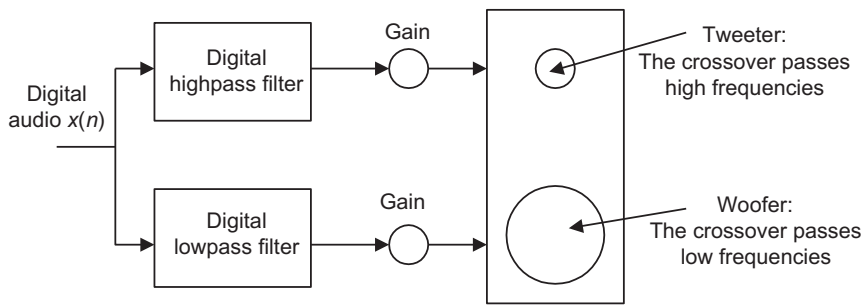 Digital
audio x(n)
Digital
highpass filter
Gain
Tweeter:
The crossover passes
high frequencies
Digital
lowpass filter
Gain
Woofer:
The crossover passes
low frequencies